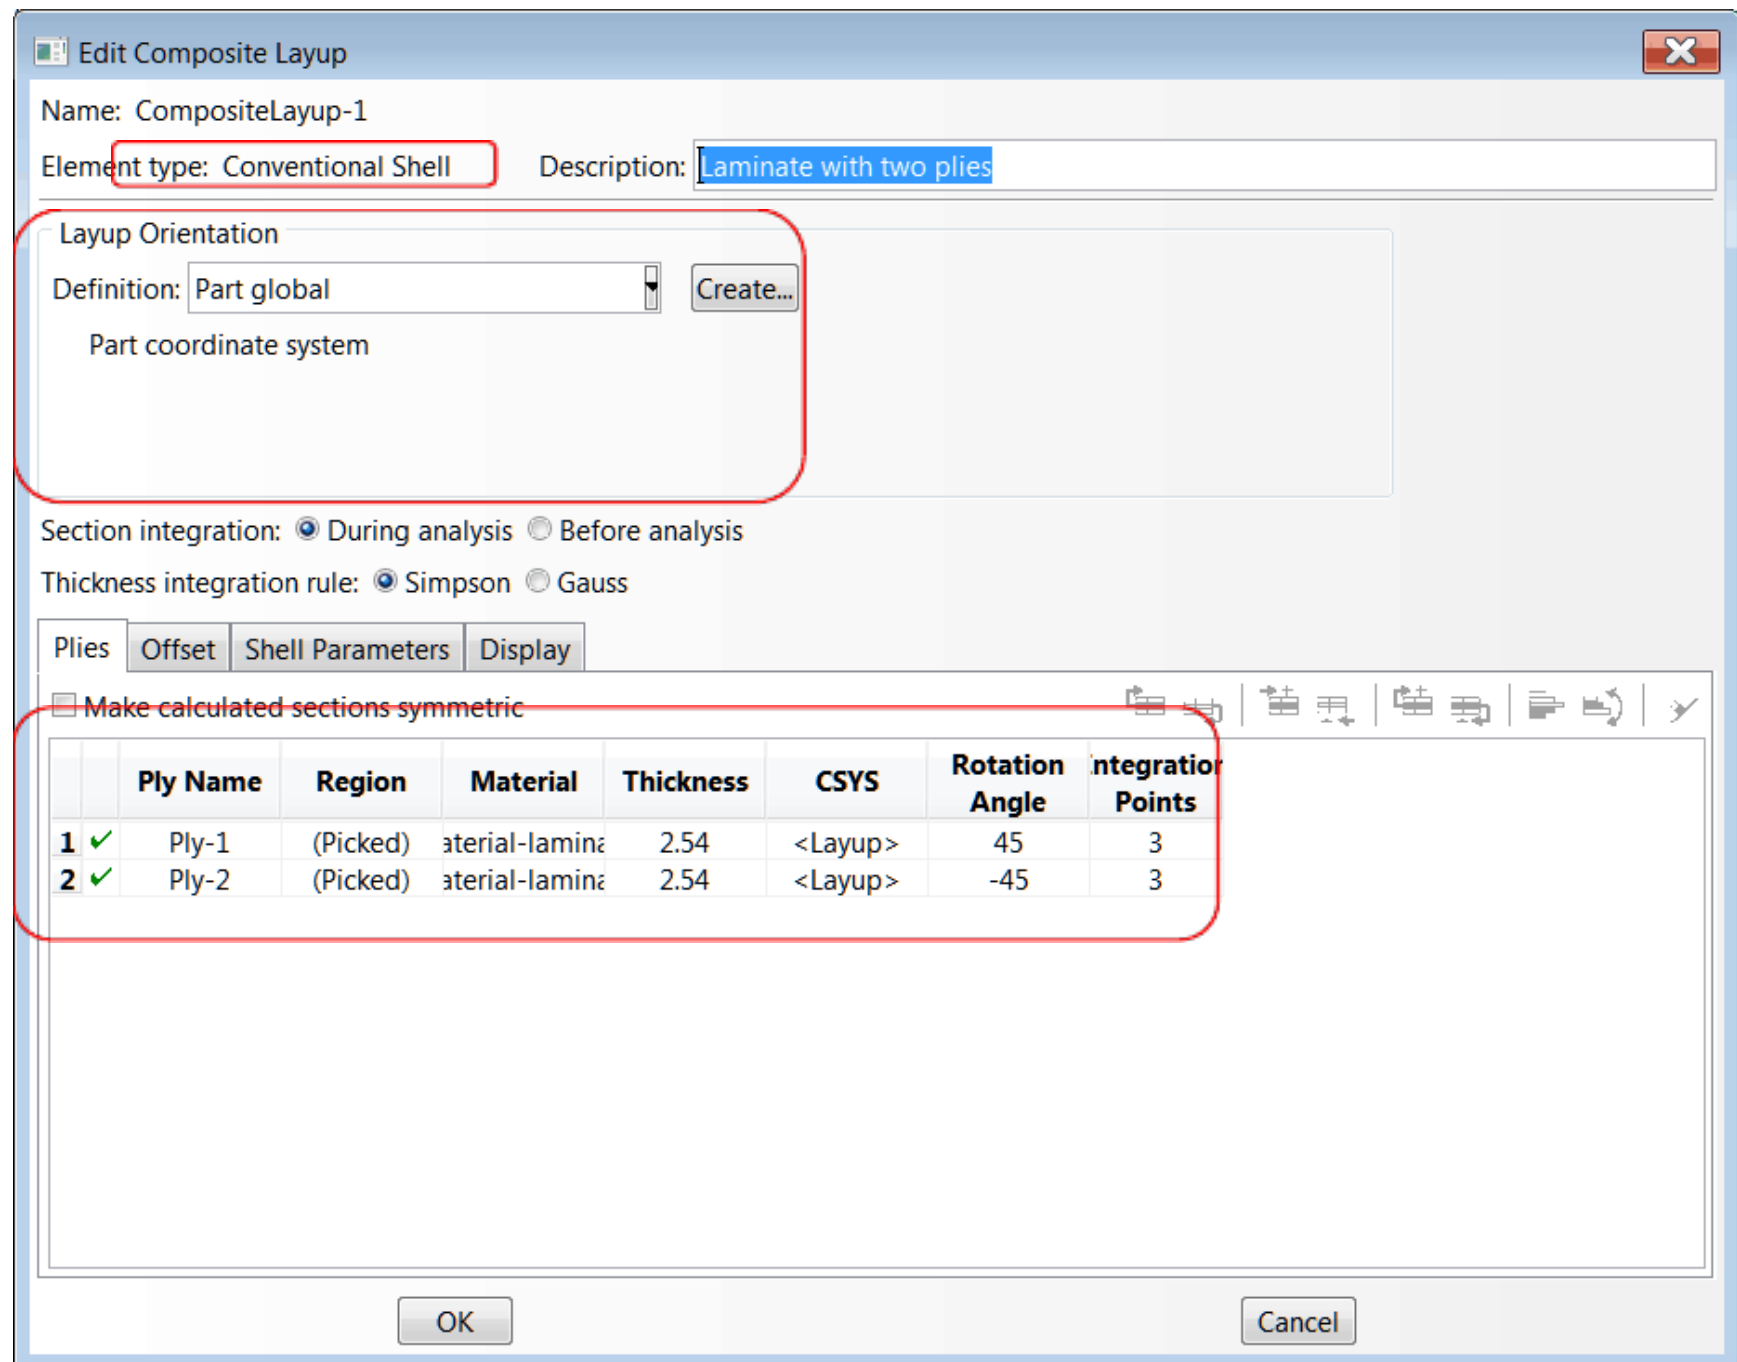 Edit Composite Layup
Name: CompositeLayup-1
Element type: Conventional Shell Description: Laminate with two plies
Layup Orientation
Definition: Part global Create...
Part coordinate system
Section integration: During analysis Before analysis
Thickness integration rule: Simpson Gauss
Plies Offset Shell Parameters Display
Make calculated sections symmetric
Ply Name Region Material Thickness CSYS Rotation Angle ntegration Points
1 Ply-1 (Picked) aterial-lamina 2.54 <Layup> 45 3
2 Ply-2 (Picked) aterial-lamina 2.54 <Layup> -45 3
OK Cancel